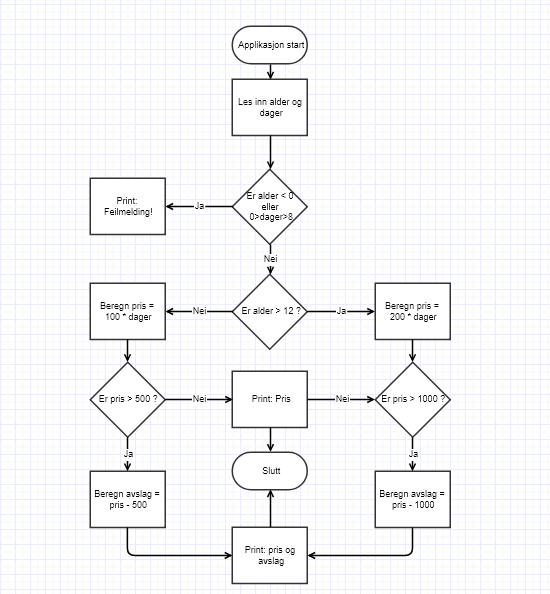 Applikasjon start
Les inn alder og
dager
Er alder < 0
eller
0>dager>8
Ja
Print:
Feilmelding!
Nei
Er alder > 12 ?
Nei
Ja
Beregn pris =
100 * dager
Beregn pris =
200 * dager
Er pris > 500 ?
Nei
Print: Pris
Nei
Er pris > 1000 ?
Ja
Ja
Slutt
Beregn avslag =
pris - 500
Beregn avslag =
pris - 1000
Print: pris og
avslag